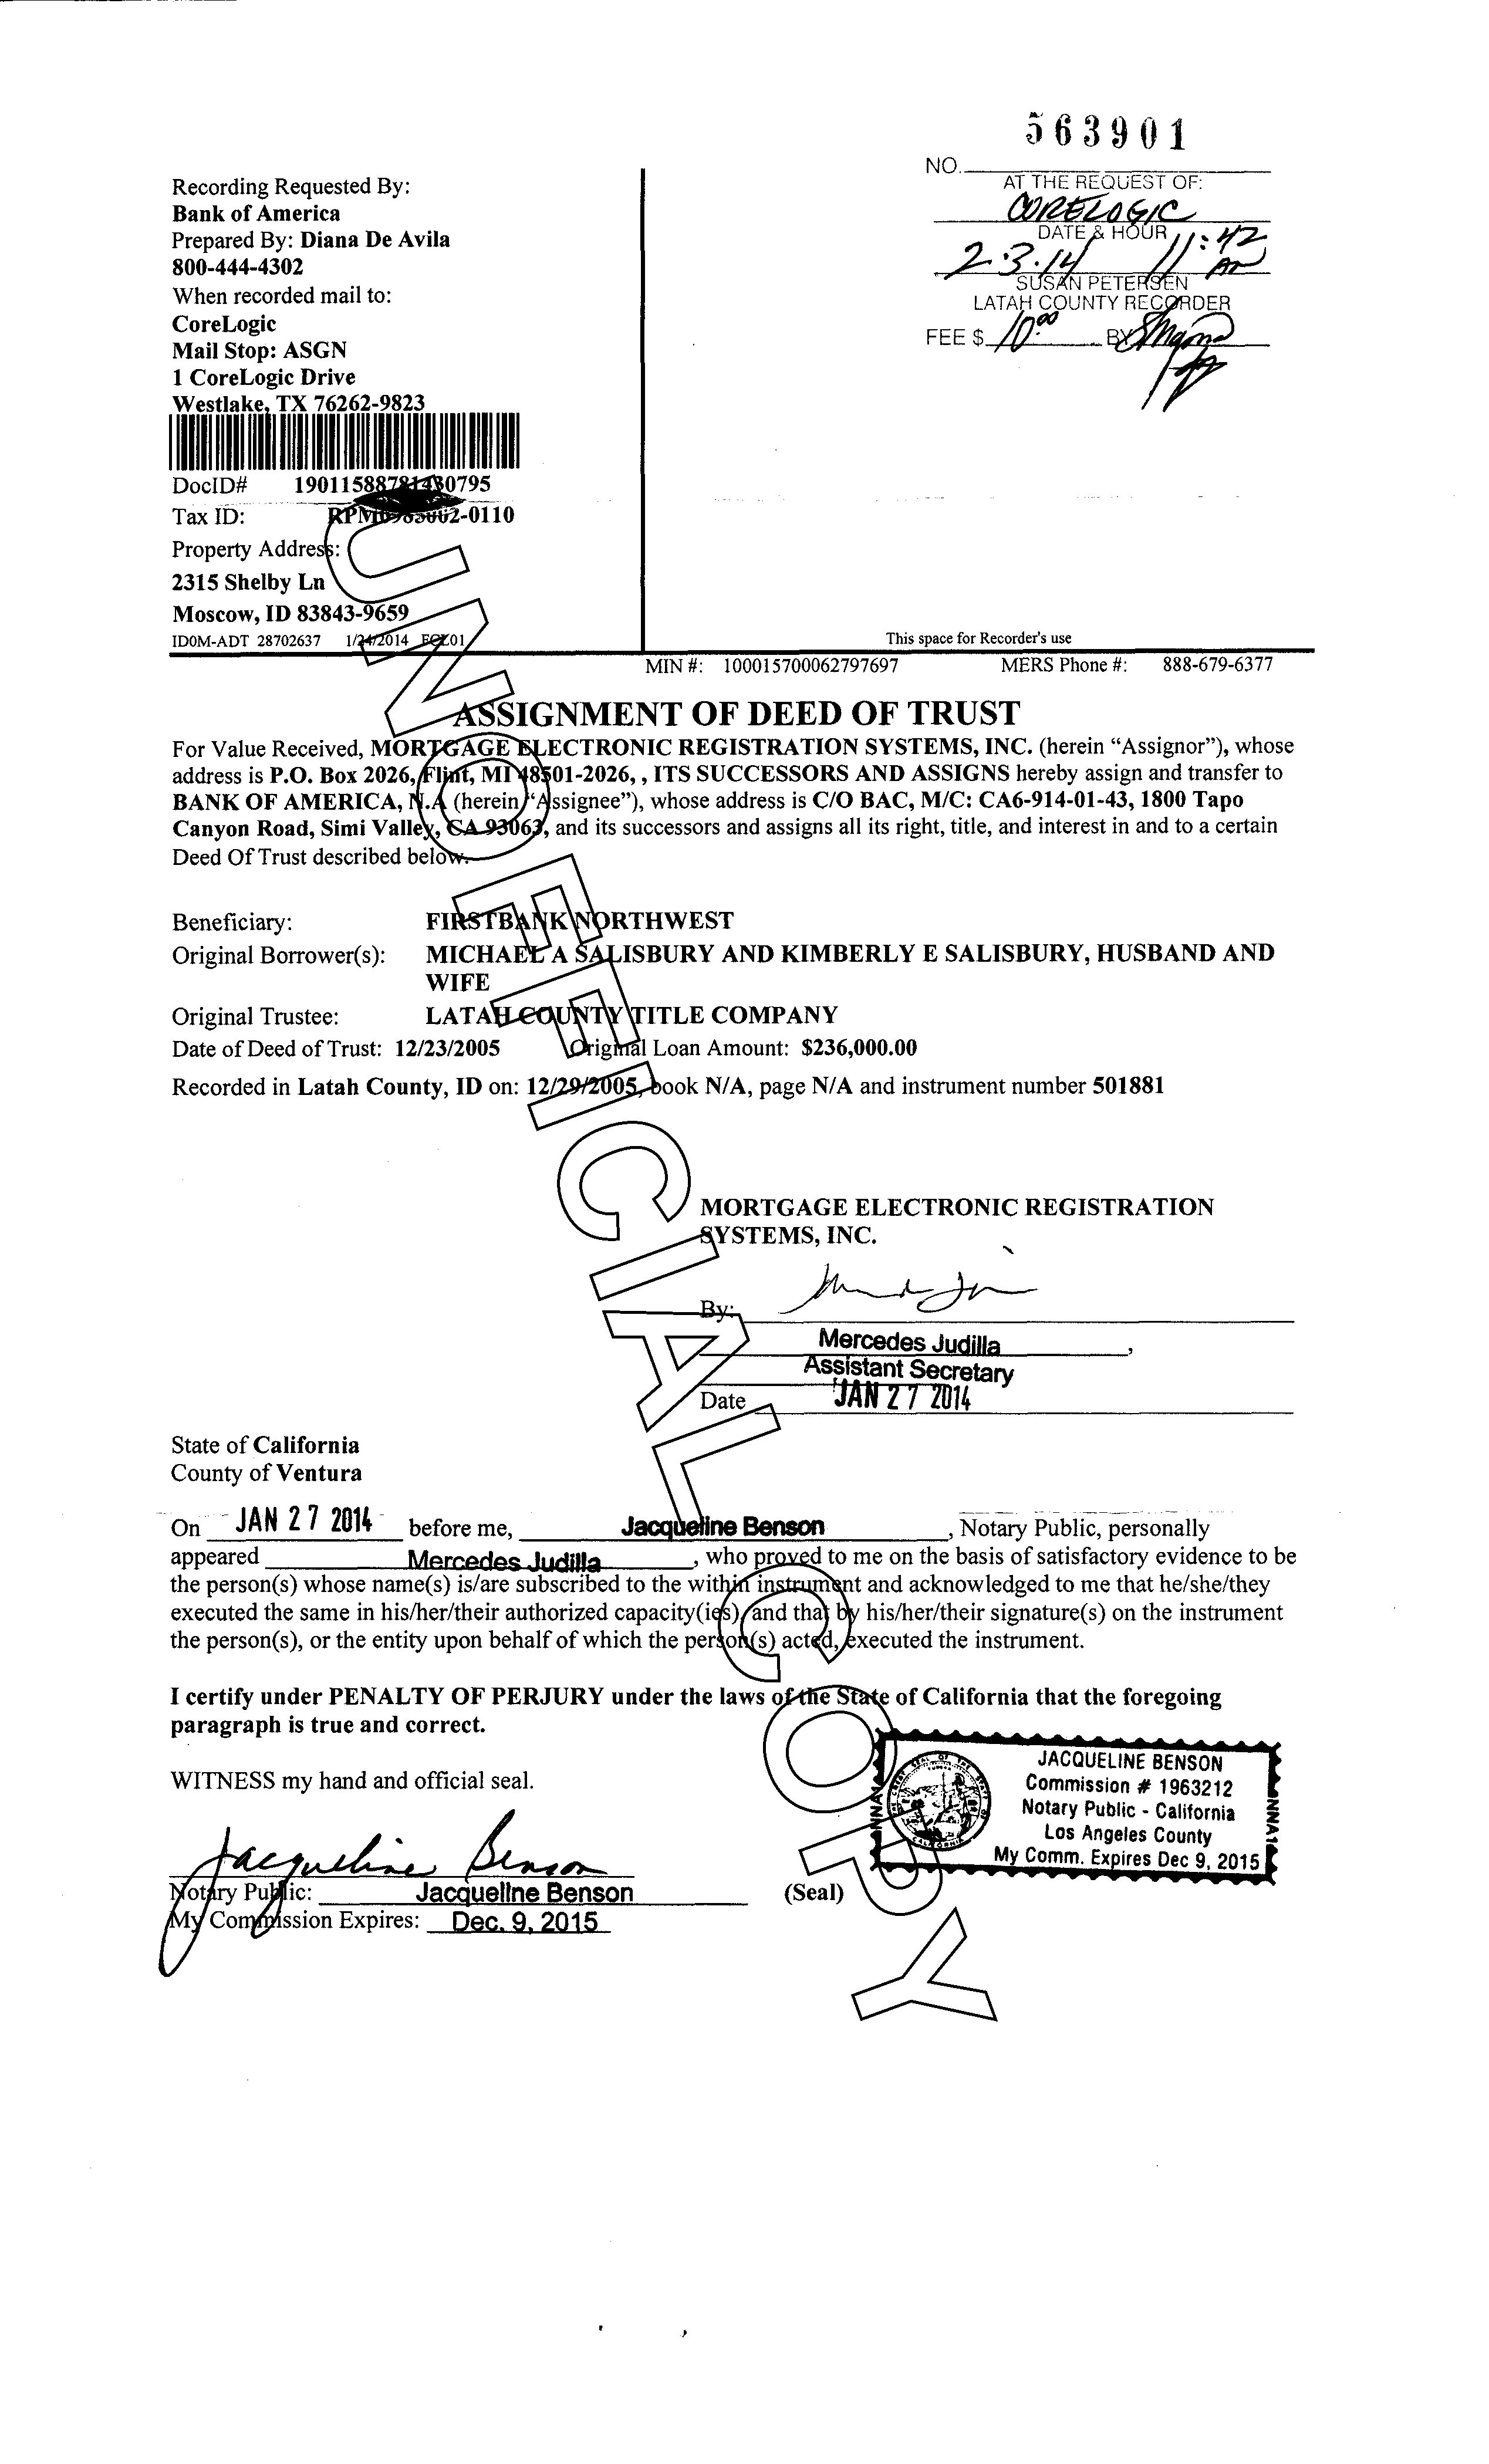 563901
NO.
AT THE REQUEST OF:
CORELOGIC
DATE & HOUR
2.3.14 11:42
AM
SUSAN PETERSEN
LATAH COUNTY RECORDER
FEE $ 10.00 BY
Recording Requested By:
Bank of America
Prepared By: Diana De Avila
800-444-4302
When recorded mail to:
CoreLogic
Mail Stop: ASGN
1 CoreLogic Drive
Westlake, TX 76262-9823
DocID#
Tax ID:
Property Address:
2315 Shelby Ln
Moscow, ID 83843-9659
ID0M-ADT 28702637 1/24/2014
This space for Recorder's use
MIN #: 100015700062797697 MERS Phone #: 888-679-6377
ASSIGNMENT OF DEED OF TRUST
For Value Received, MORTGAGE ELECTRONIC REGISTRATION SYSTEMS, INC. (herein “Assignor”), whose
address is P.O. Box 2026, Flint, MI 48501-2026, , ITS SUCCESSORS AND ASSIGNS hereby assign and transfer to
BANK OF AMERICA, N.A (herein “Assignee”), whose address is C/O BAC, M/C: CA6-914-01-43, 1800 Tapo
Canyon Road, Simi Valley, CA 93063, and its successors and assigns all its right, title, and interest in and to a certain
Deed Of Trust described below.
Beneficiary: FIRSTBANK NORTHWEST
Original Borrower(s): MICHAEL A SALISBURY AND KIMBERLY E SALISBURY, HUSBAND AND
WIFE
Original Trustee: LATAH COUNTY TITLE COMPANY
Date of Deed of Trust: 12/23/2005 Original Loan Amount: $236,000.00
Recorded in Latah County, ID on: 12/29/2005, book N/A, page N/A and instrument number 501881
MORTGAGE ELECTRONIC REGISTRATION
SYSTEMS, INC.
By:
Mercedes Judilla,
Assistant Secretary
Date JAN 27 2014
State of California
County of Ventura
On JAN 27 2014 before me, Jacqueline Benson, Notary Public, personally
appeared Mercedes Judilla, who proved to me on the basis of satisfactory evidence to be
the person(s) whose name(s) is/are subscribed to the within instrument and acknowledged to me that he/she/they
executed the same in his/her/their authorized capacity(ies), and that by his/her/their signature(s) on the instrument
the person(s), or the entity upon behalf of which the person(s) acted, executed the instrument.
I certify under PENALTY OF PERJURY under the laws of the State of California that the foregoing
paragraph is true and correct.
WITNESS my hand and official seal.
JACQUELINE BENSON
Commission # 1963212
Notary Public - California
Los Angeles County
My Comm. Expires Dec 9, 2015
Jacqueline Benson
Notary Public: Jacqueline Benson (Seal)
My Commission Expires: Dec. 9, 2015
UNOFFICIAL COPY